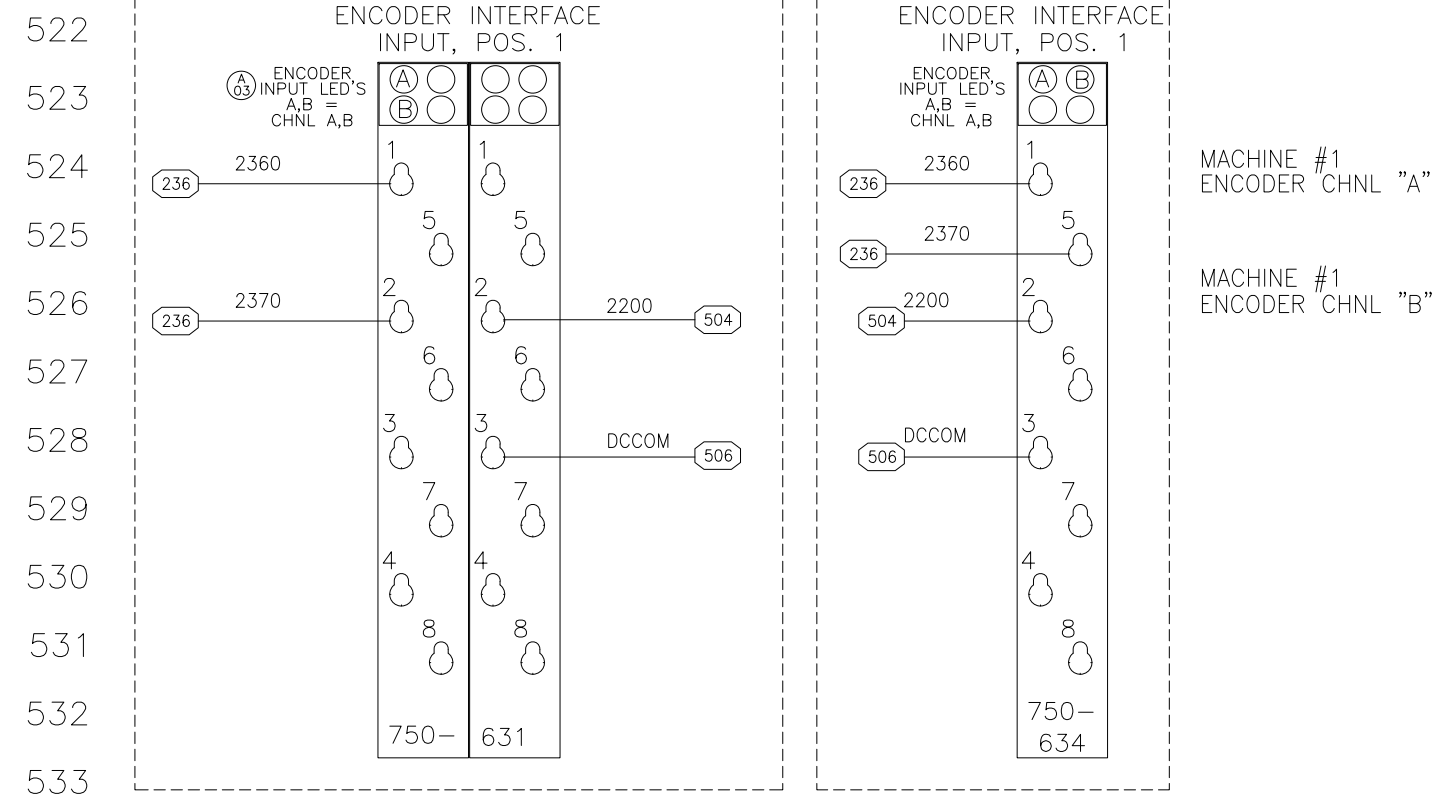 522
ENCODER INTERFACE
INPUT, POS. 1
ENCODER INTERFACE
INPUT, POS. 1
523
A
03
ENCODER
INPUT LED'S
A,B =
CHNL A,B
A
B
ENCODER
INPUT LED'S
A,B =
CHNL A,B
A B
524
236
2360
1
1
236
2360
1
MACHINE #1
ENCODER CHNL "A"
525
5
5
236
2370
5
526
236
2370
2
2
2200
504
504
2200
2
MACHINE #1
ENCODER CHNL "B"
527
6
6
6
528
3
3
DCCOM
506
506
DCCOM
3
529
7
7
7
530
4
4
4
531
8
8
8
532
750-
631
750-
634
533